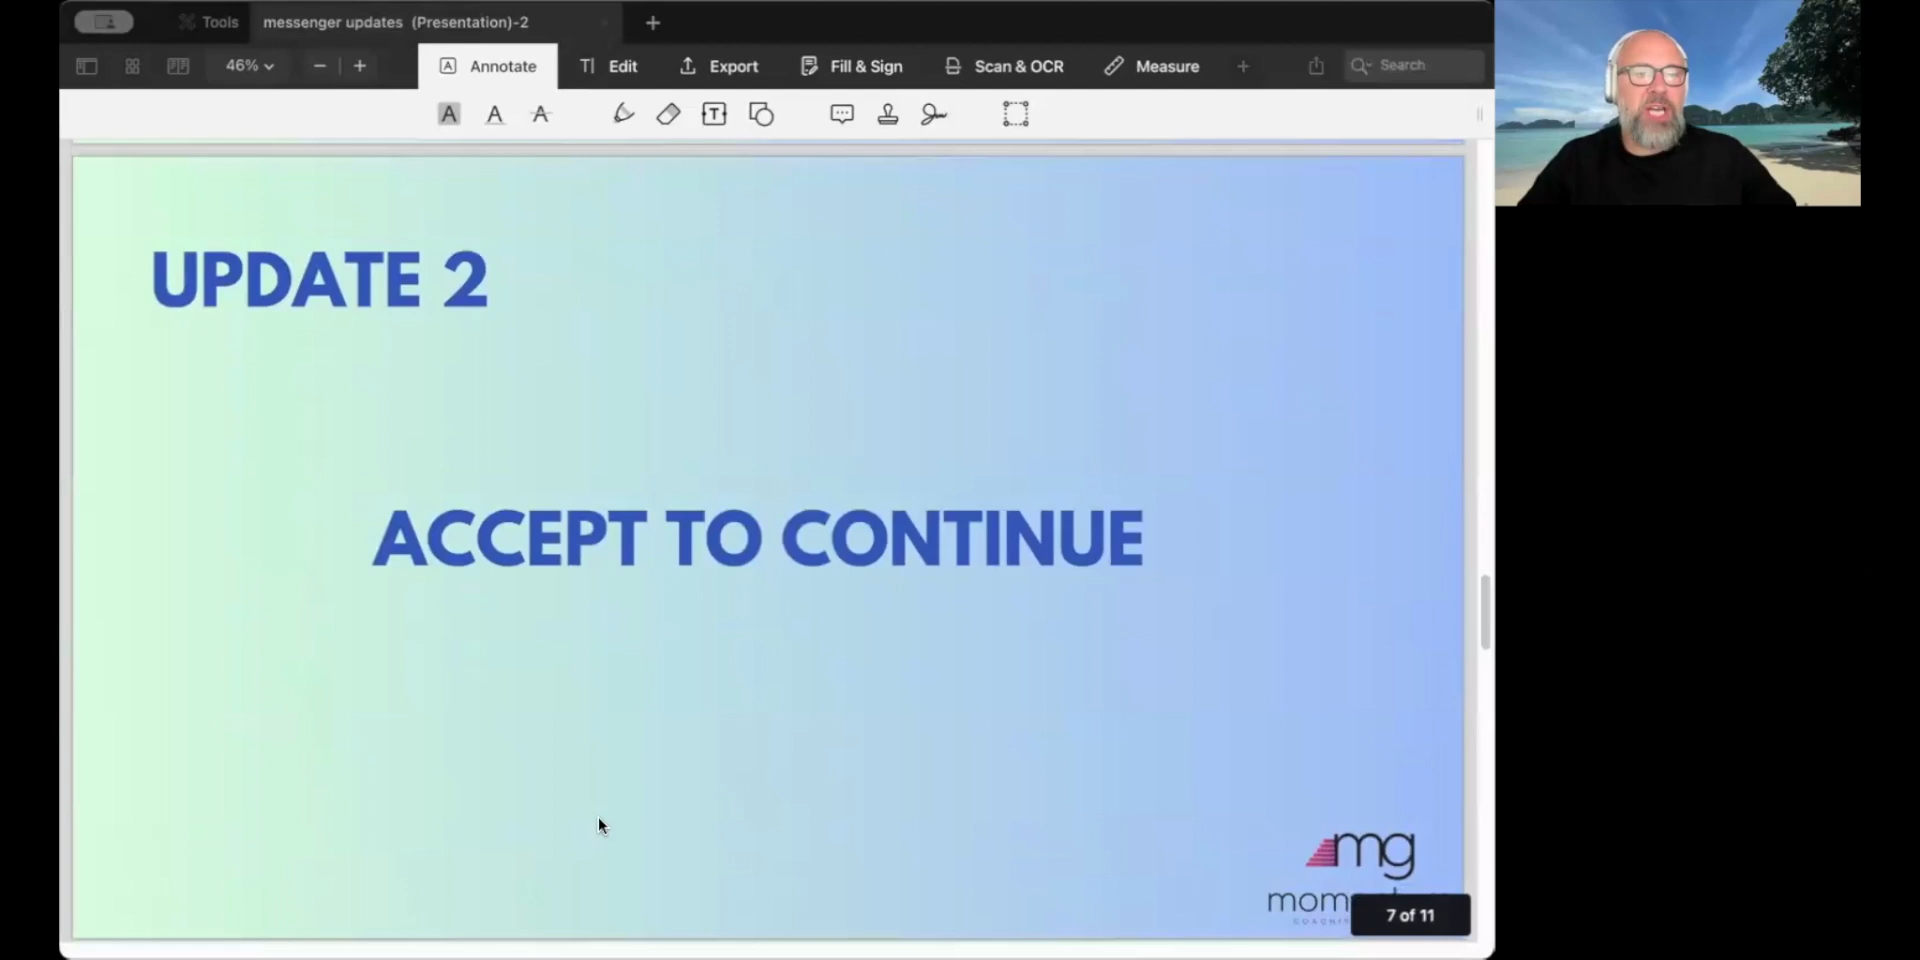 Tools
messenger updates (Presentation)-2
46%
Annotate
Edit
Export
Fill & Sign
Scan & OCR
Measure
Search
UPDATE 2
ACCEPT TO CONTINUE
mg
7 of 11